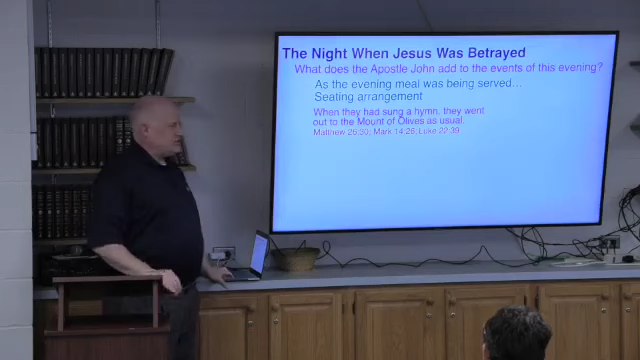 The Night When Jesus Was Betrayed
What does the Apostle John add to the events of this evening?
As the evening meal was being served...
Seating arrangement
When they had sung a hymn, they went
out to the Mount of Olives as usual.
Matthew 26:30; Mark 14:26; Luke 22:39